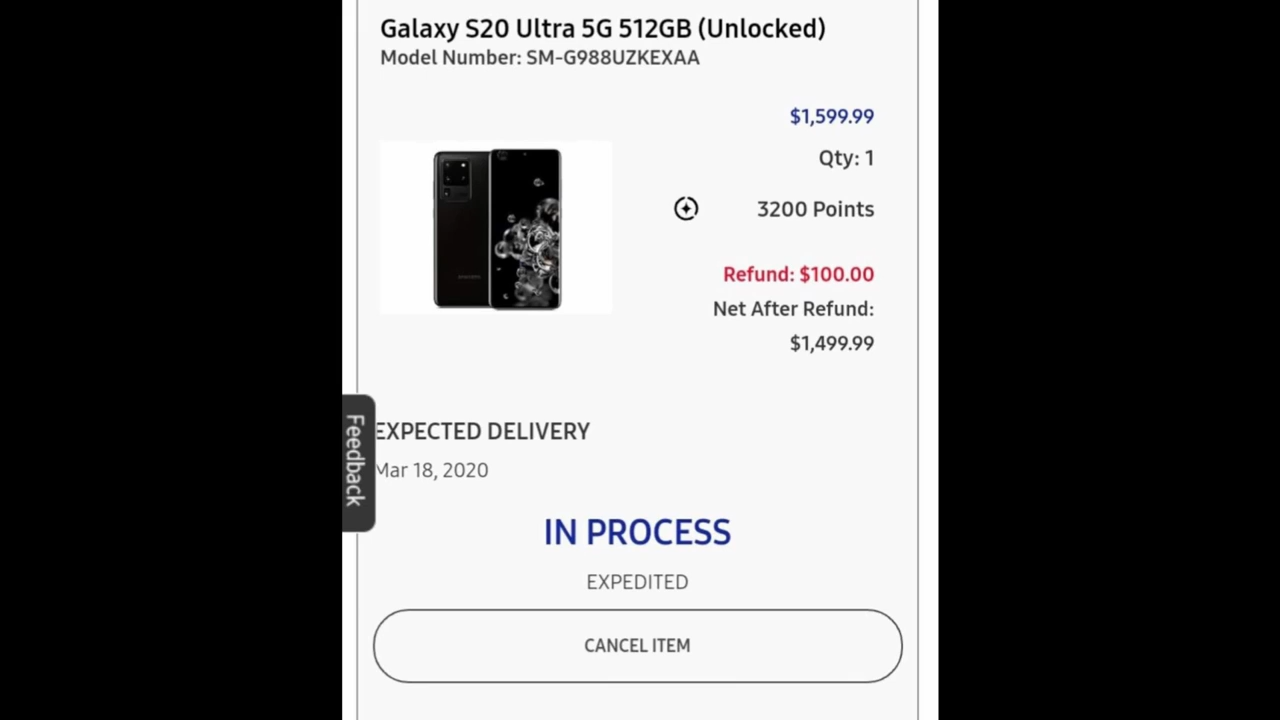 Galaxy S20 Ultra 5G 512GB (Unlocked)
Model Number: SM-G988UZKEXAA
$1,599.99
Qty: 1
3200 Points
Refund: $100.00
Net After Refund:
$1,499.99
Feedback
EXPECTED DELIVERY
Mar 18, 2020
IN PROCESS
EXPEDITED
CANCEL ITEM